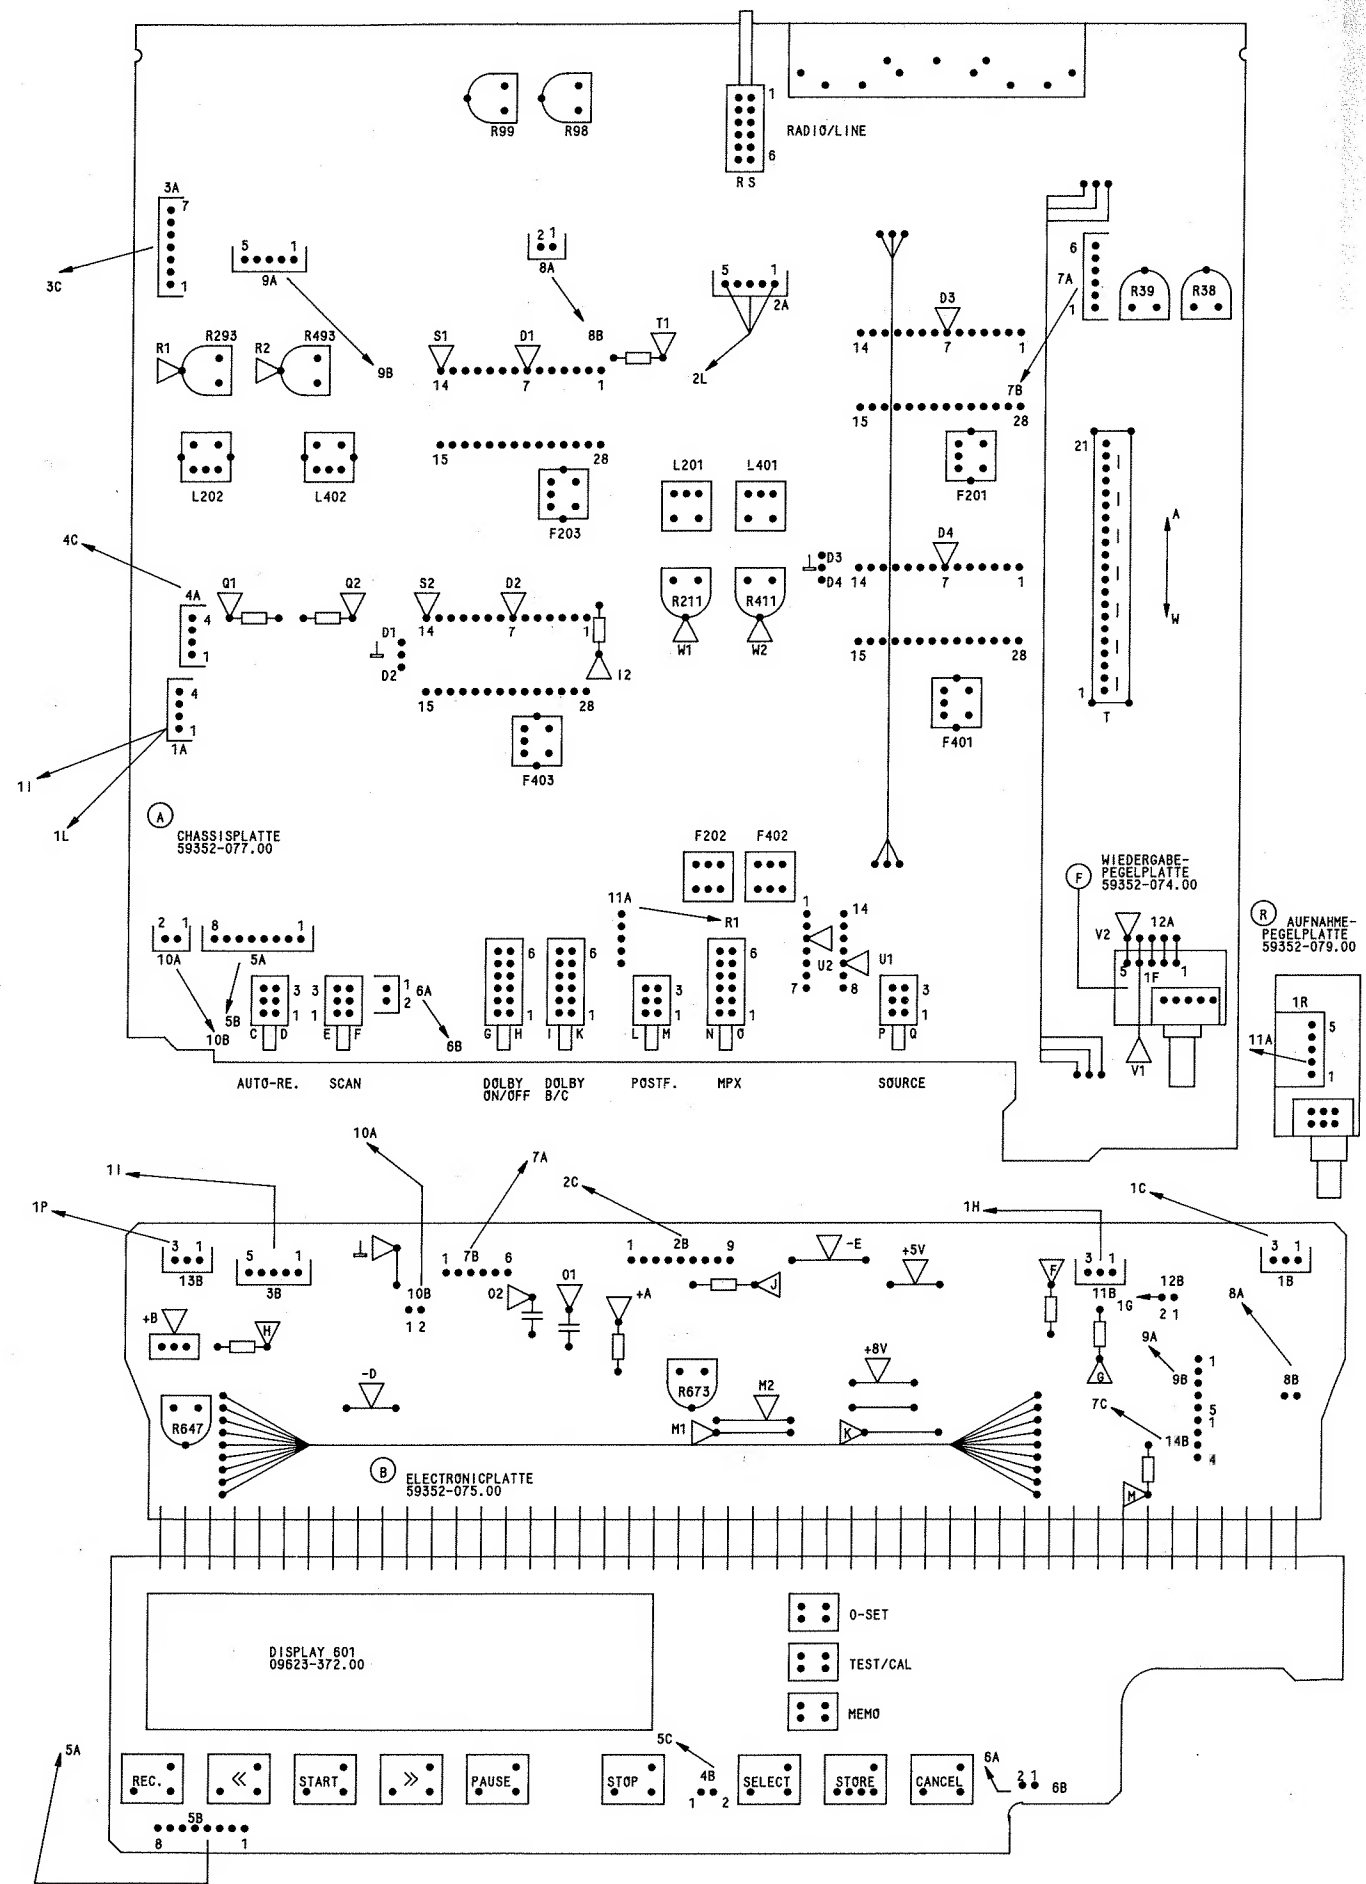 1
R99 R98
RADIO/LINE
6
R S
3A
7
5 1
9A
2 1
8A
5 1
2A
6
7A
1
R39 R38
3C
1
D3
14 7 1
R1 R293 R2 R493
S1 D1
8B
T1
9B
14 7 1
2L
7B
15 28
15 28
L202 L402
F203
L201 L401
F201
21
A
4C
D4
D3
D4
14 7 1
Q1 Q2
4A
4
1
S2 D2
14 7 1
D1
D2
R211 R411
W1 W2
I2
W
15 28
15 28
4
1
1A
F403
F401
1
T
1I
1L
A
CHASSISPLATTE
59352-077.00
F202 F402
F
WIEDERGABE-
PEGELPLATTE
59352-074.00
R
AUFNAHME-
PEGELPLATTE
59352-079.00
11A
R1
1 14
U2 U1
7 8
V2 12A
5 1F 1
V1
1R
5
1
11A
2 1
10A
8 1
5A
5B
10B
3
1
C D
3
1
E F
1
2
6A
6B
6
1
G H
6
1
I K
3
1
L M
6
1
N O
3
1
P Q
AUTO-RE. SCAN
DOLBY
ON/OFF
DOLBY
B/C
POSTF. MPX SOURCE
10A
1I
7A
2C
1H
1C
1P
3 1
13B
5 1
3B
1 7B 6
1 2B 9
-E
+5V
F
3 1
11B
3 1
1B
10B
1 2
O2 O1
+A
J
1G
12B
2 1
8A
+B
H
9A
9B
1
5
1
4
8B
-D
R673
M2
M1
+8V
K
G
7C
14B
M
R647
B
ELECTRONICPLATTE
59352-075.00
DISPLAY 601
09623-372.00
0-SET
TEST/CAL
MEMO
5A
REC. « START » PAUSE STOP
5C
4B
1 2
SELECT STORE CANCEL
6A
2 1
6B
5B
8 1